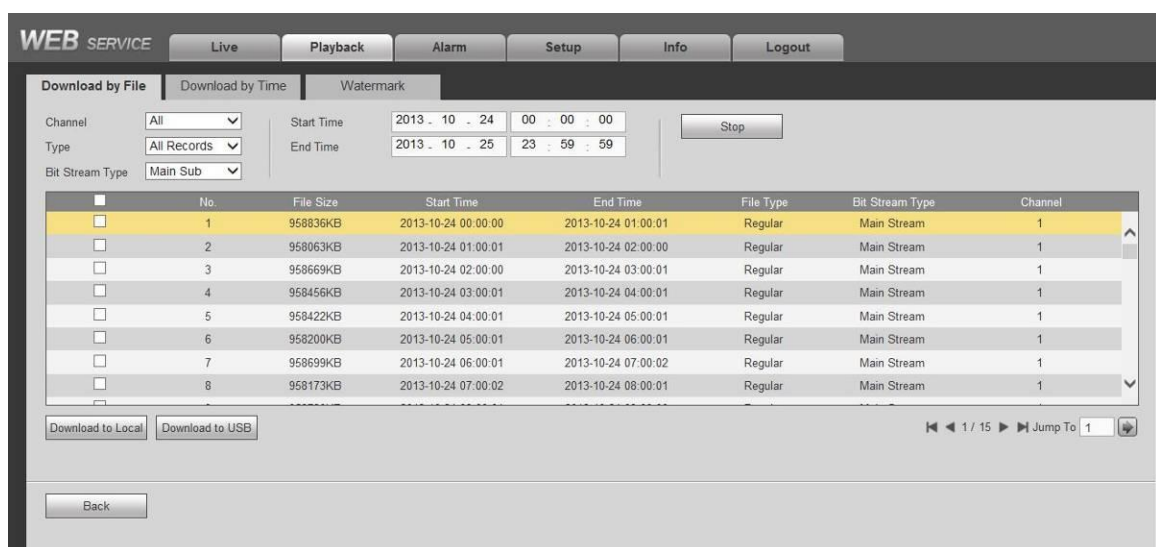 WEB SERVICE Live Playback Alarm Setup Info Logout
Download by File Download by Time Watermark
Channel All Start Time 2013 . 10 . 24 00 : 00 : 00 Stop
Type All Records End Time 2013 . 10 . 25 23 : 59 : 59
Bit Stream Type Main Sub
No. File Size Start Time End Time File Type Bit Stream Type Channel
1 958836KB 2013-10-24 00:00:00 2013-10-24 01:00:01 Regular Main Stream 1
2 958063KB 2013-10-24 01:00:01 2013-10-24 02:00:00 Regular Main Stream 1
3 958669KB 2013-10-24 02:00:00 2013-10-24 03:00:01 Regular Main Stream 1
4 958456KB 2013-10-24 03:00:01 2013-10-24 04:00:01 Regular Main Stream 1
5 958422KB 2013-10-24 04:00:01 2013-10-24 05:00:01 Regular Main Stream 1
6 958200KB 2013-10-24 05:00:01 2013-10-24 06:00:01 Regular Main Stream 1
7 958699KB 2013-10-24 06:00:01 2013-10-24 07:00:02 Regular Main Stream 1
8 958173KB 2013-10-24 07:00:02 2013-10-24 08:00:01 Regular Main Stream 1
Download to Local Download to USB 1 / 15 Jump To 1
Back